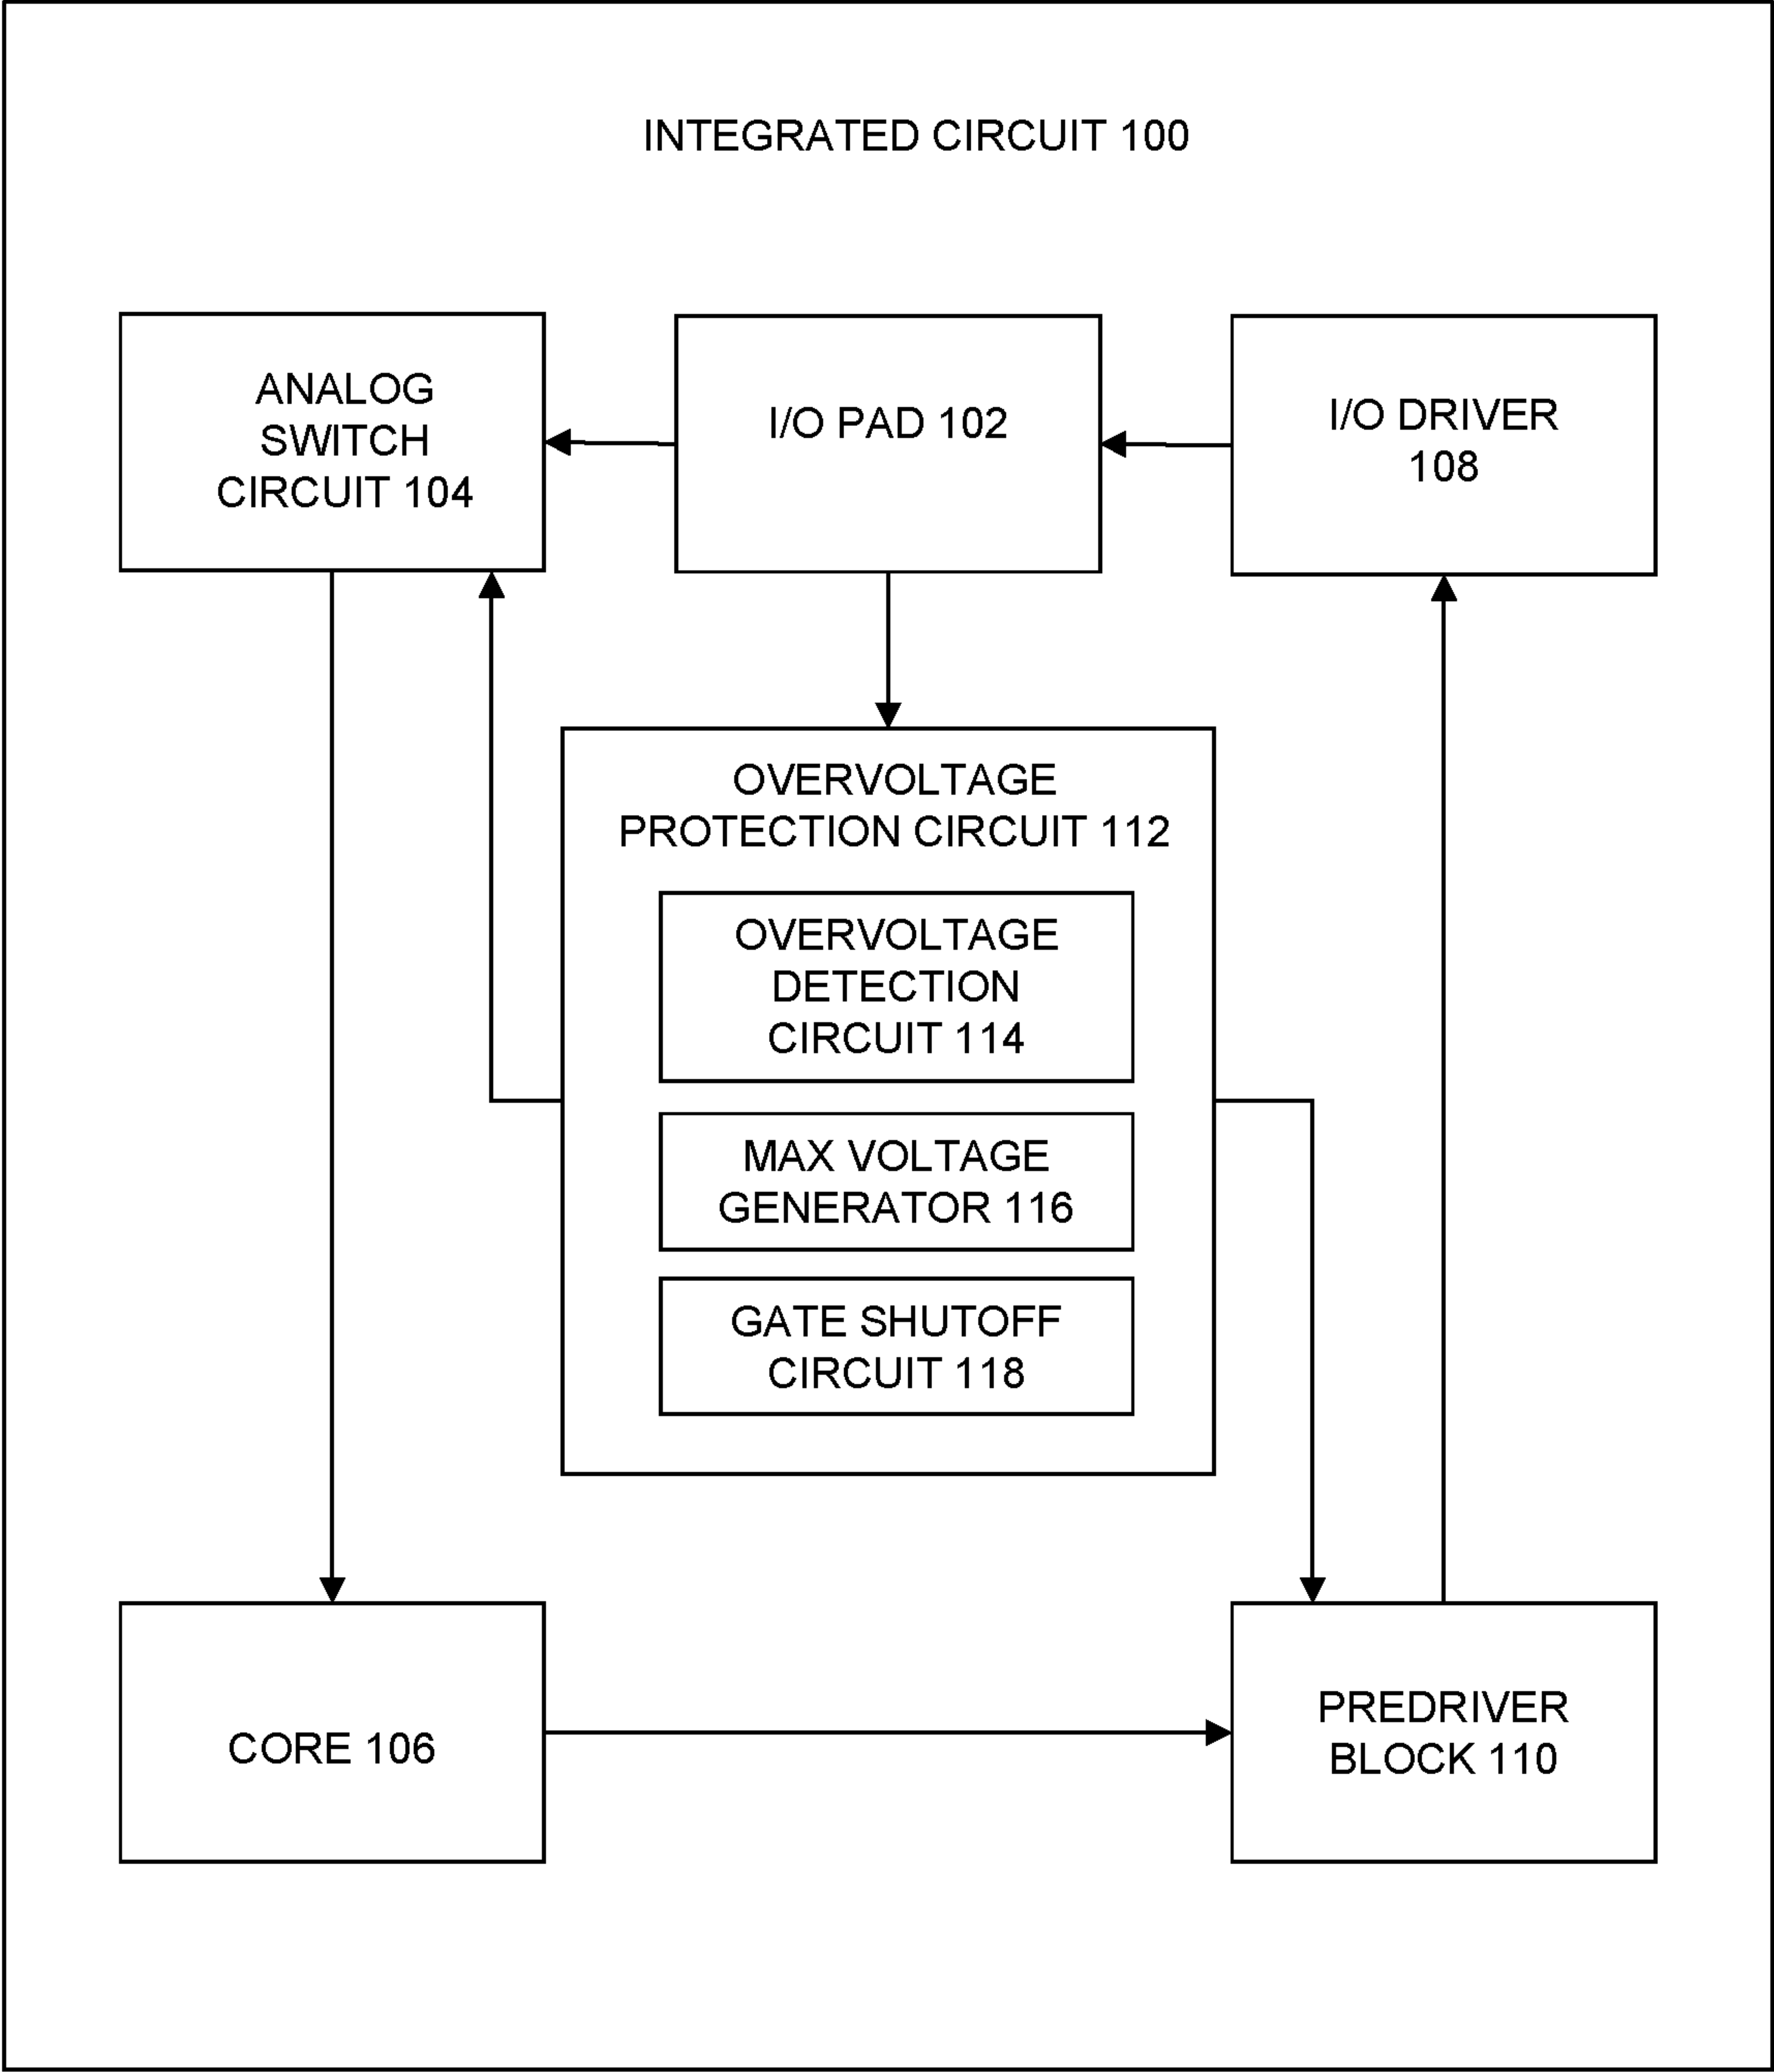 INTEGRATED CIRCUIT 100
ANALOG
SWITCH
CIRCUIT 104
I/O PAD 102
I/O DRIVER
108
OVERVOLTAGE
PROTECTION CIRCUIT 112
OVERVOLTAGE
DETECTION
CIRCUIT 114
MAX VOLTAGE
GENERATOR 116
GATE SHUTOFF
CIRCUIT 118
CORE 106
PREDRIVER
BLOCK 110